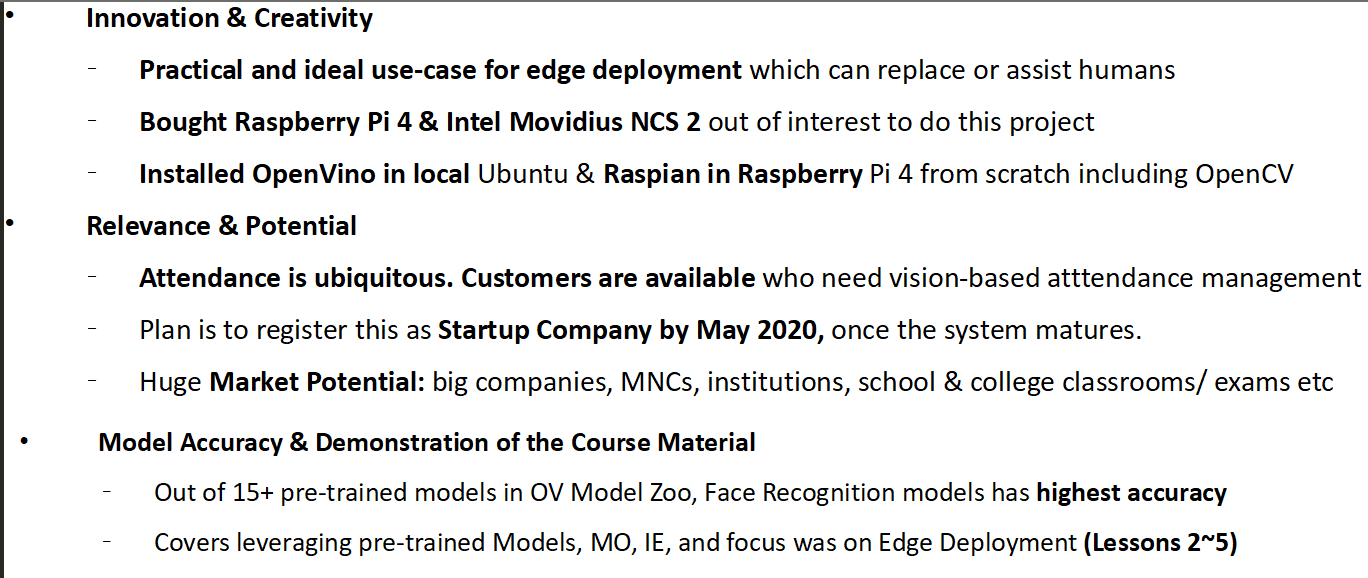 • Innovation & Creativity
- Practical and ideal use-case for edge deployment which can replace or assist humans
- Bought Raspberry Pi 4 & Intel Movidius NCS 2 out of interest to do this project
- Installed OpenVino in local Ubuntu & Raspian in Raspberry Pi 4 from scratch including OpenCV
• Relevance & Potential
- Attendance is ubiquitous. Customers are available who need vision-based atttendance management
- Plan is to register this as Startup Company by May 2020, once the system matures.
- Huge Market Potential: big companies, MNCs, institutions, school & college classrooms/ exams etc
• Model Accuracy & Demonstration of the Course Material
- Out of 15+ pre-trained models in OV Model Zoo, Face Recognition models has highest accuracy
- Covers leveraging pre-trained Models, MO, IE, and focus was on Edge Deployment (Lessons 2~5)